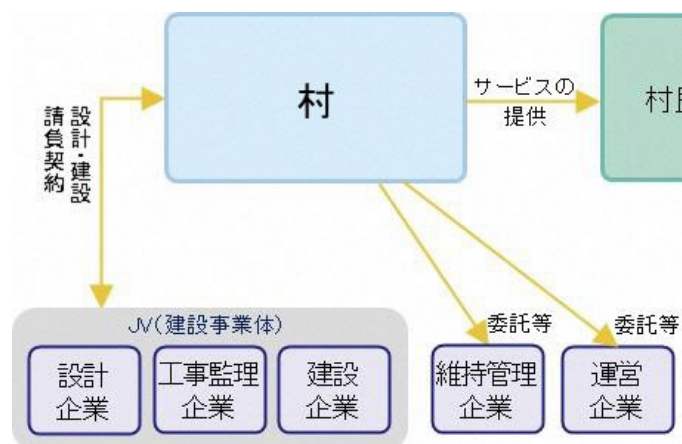 村
サービスの
提供
村
設計・建設
請負契約
JV(建設事業体)
設計
企業
工事監理
企業
建設
企業
委託等
維持管理
企業
委託等
運営
企業